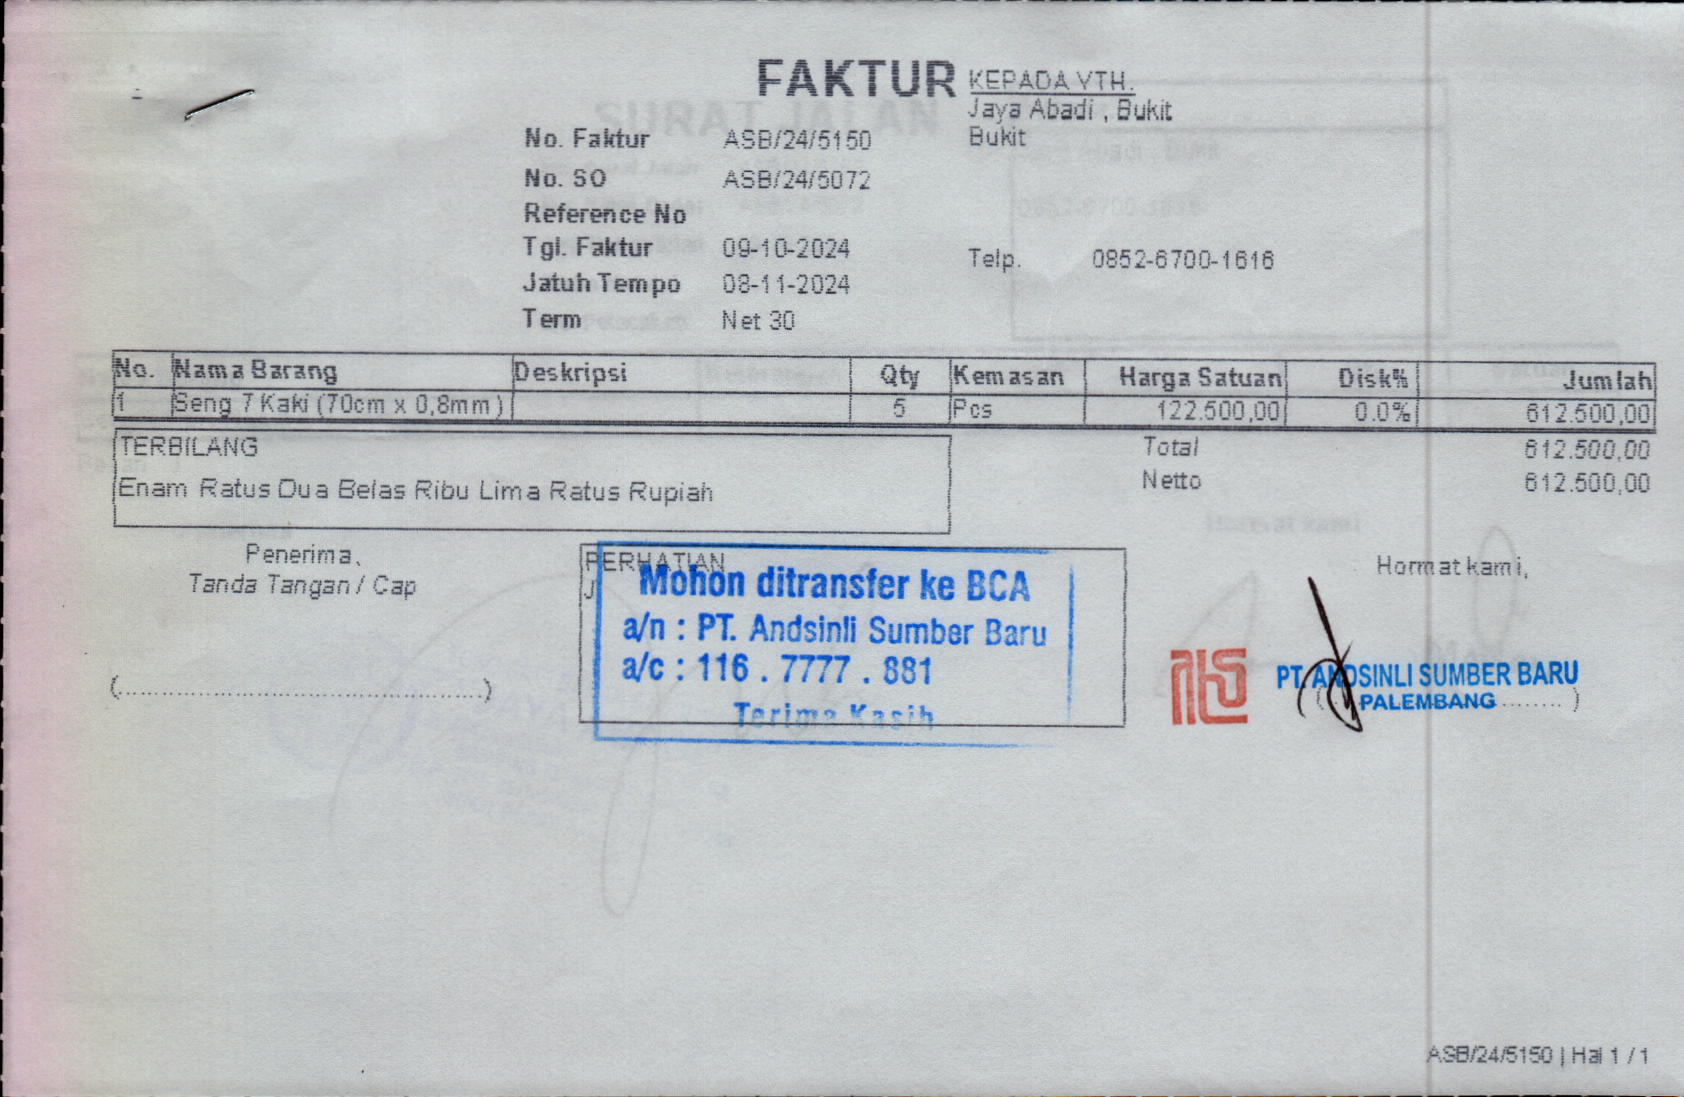 FAKTUR
KEPADA YTH.
Jaya Abadi , Bukit
Bukit
No. Faktur ASB/24/5150
No. SO ASB/24/5072
Reference No
Tgl. Faktur 09-10-2024
Telp. 0852-6700-1616
Jatuh Tempo 08-11-2024
Term Net 30
No. Nama Barang Deskripsi Qty Kemasan Harga Satuan Disk% Jumlah
1 Seng 7 Kaki (70cm x 0,8mm) 5 Pcs 122.500,00 0.0% 612.500,00
TERBILANG
Total 612.500,00
Enam Ratus Dua Belas Ribu Lima Ratus Rupiah
Netto 612.500,00
Penerima,
Tanda Tangan / Cap
(..........................................)
PERHATIAN
J
Mohon ditransfer ke BCA
a/n : PT. Andsinli Sumber Baru
a/c : 116 . 7777 . 881
Terima Kasih
Hormat kami,
PT. ANDSINLI SUMBER BARU
PALEMBANG
ASB/24/5150 | Hal 1 / 1